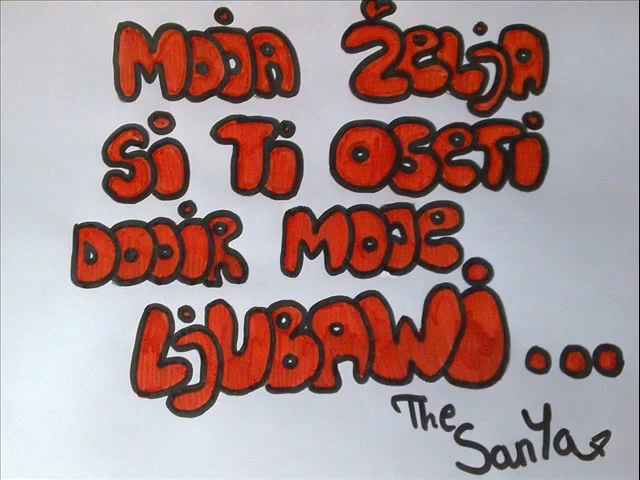 MOJA ŽELJA
SI TI OSETI
DODIR MOJE
LJUBAWI...
The
SanYa